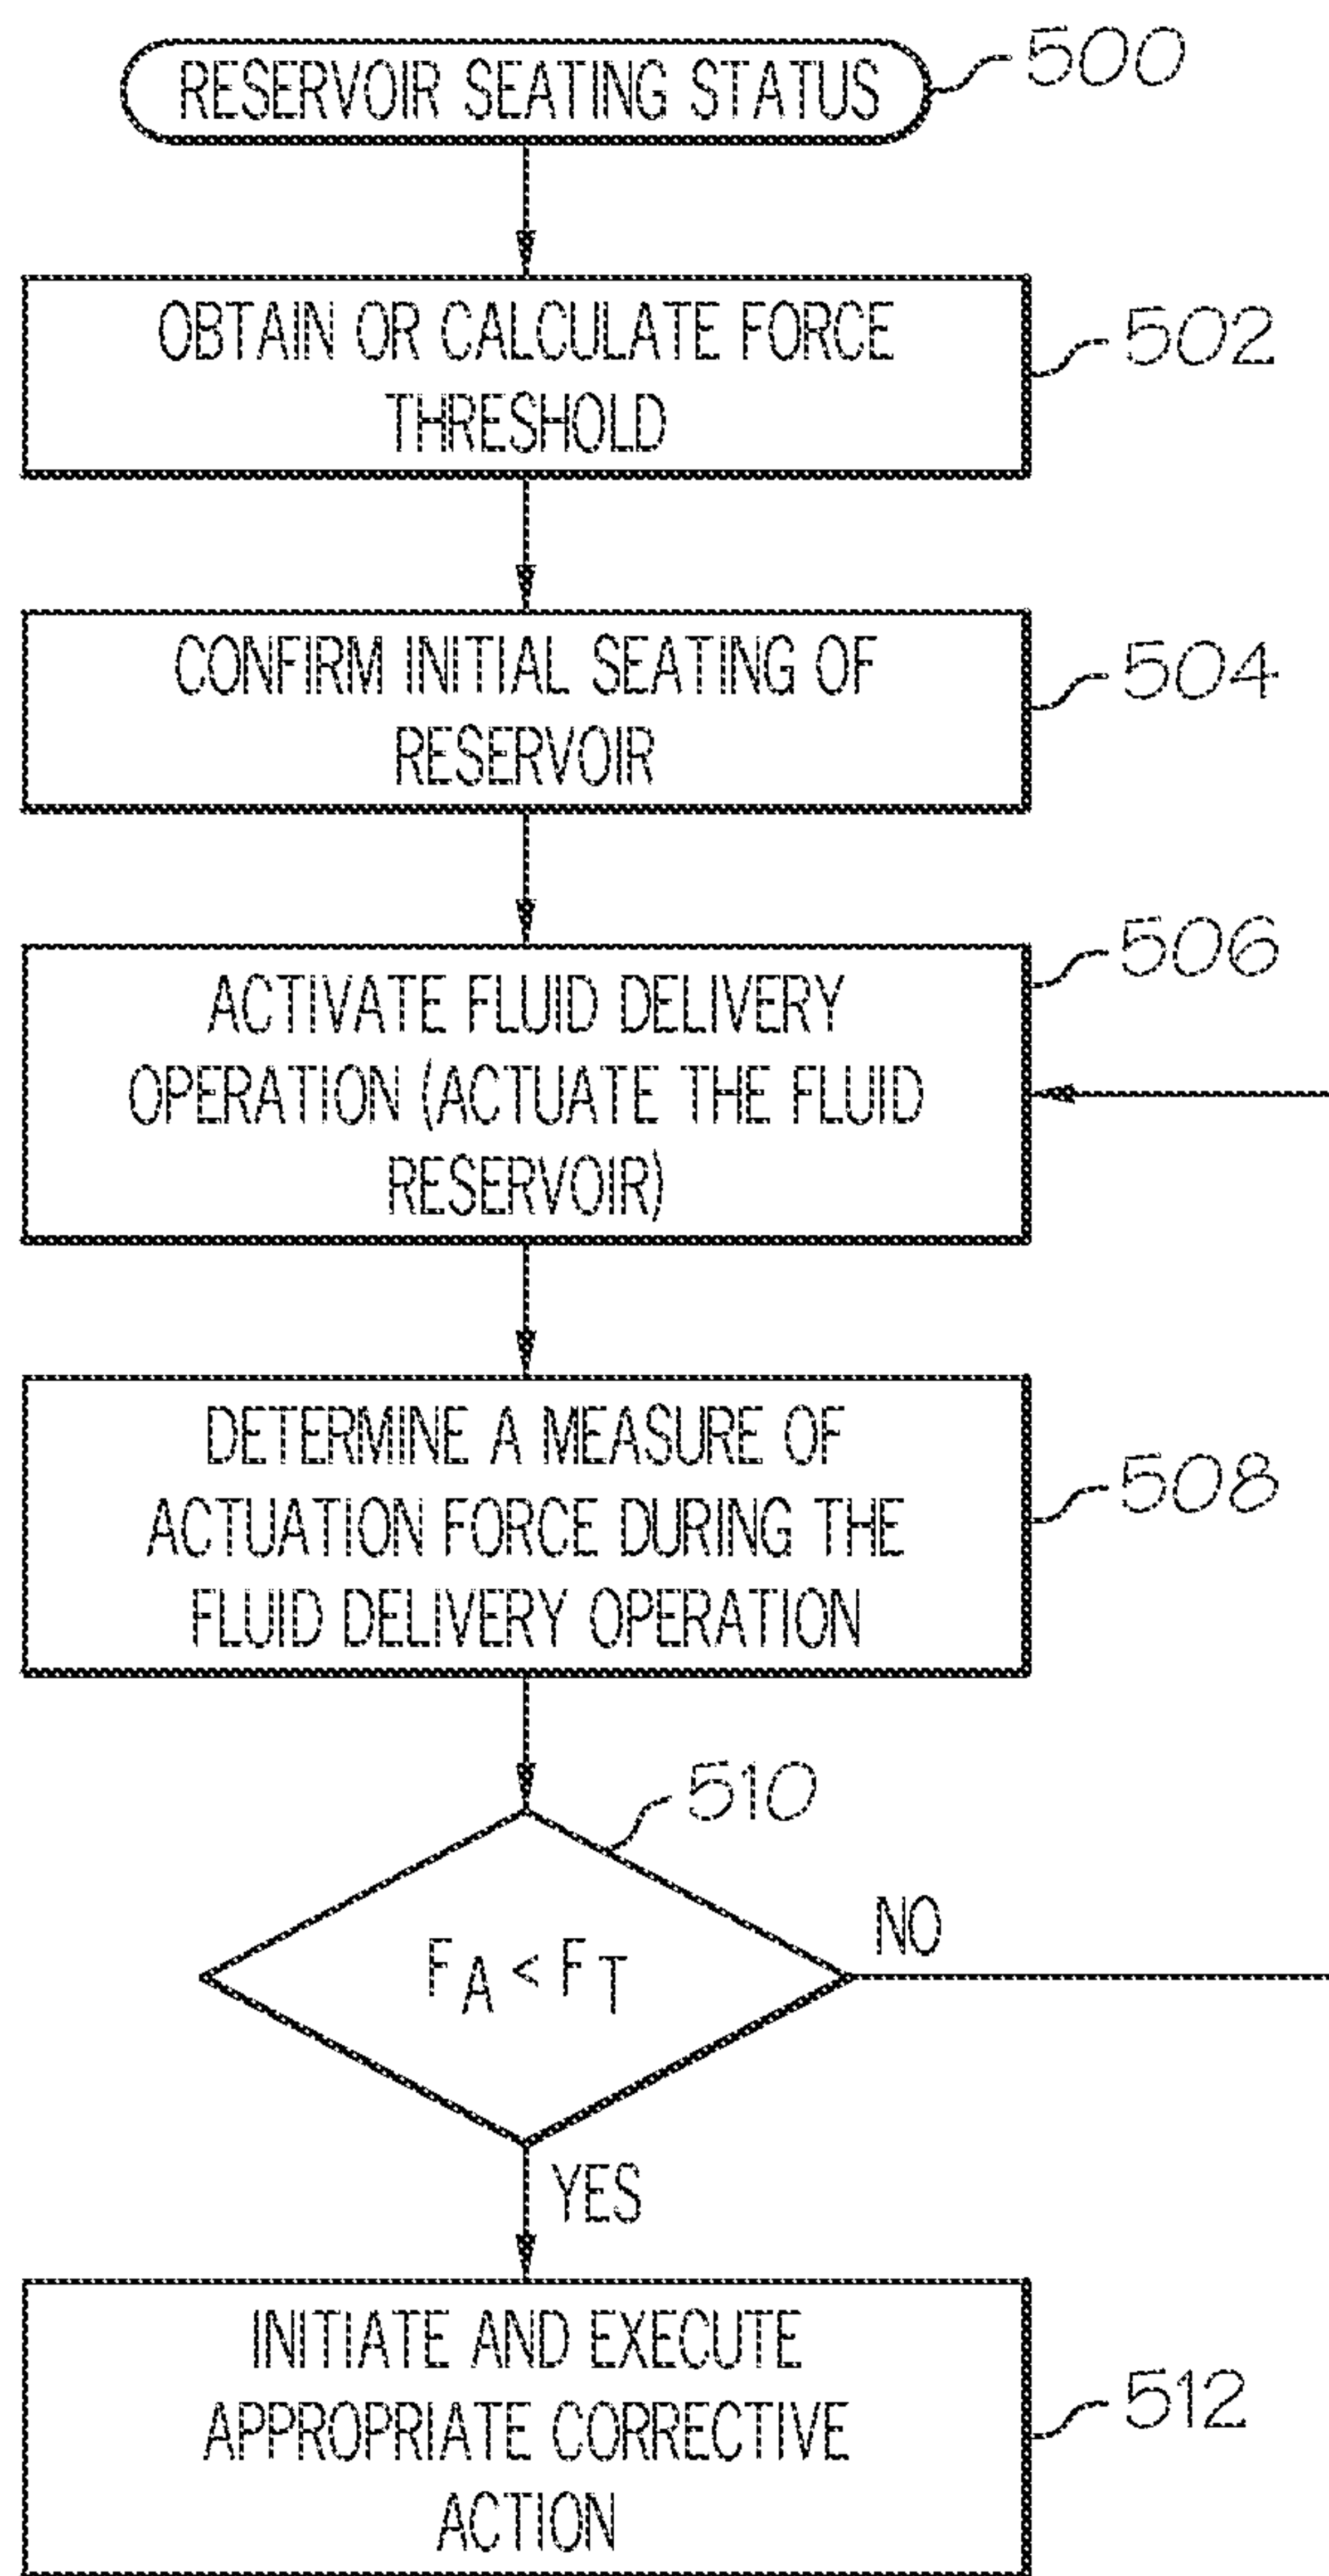 RESERVOIR SEATING STATUS
500
OBTAIN OR CALCULATE FORCE
THRESHOLD
502
CONFIRM INITIAL SEATING OF
RESERVOIR
504
ACTIVATE FLUID DELIVERY
OPERATION (ACTUATE THE FLUID
RESERVOIR)
506
DETERMINE A MEASURE OF
ACTUATION FORCE DURING THE
FLUID DELIVERY OPERATION
508
510
F A < F T
NO
YES
INITIATE AND EXECUTE
APPROPRIATE CORRECTIVE
ACTION
512